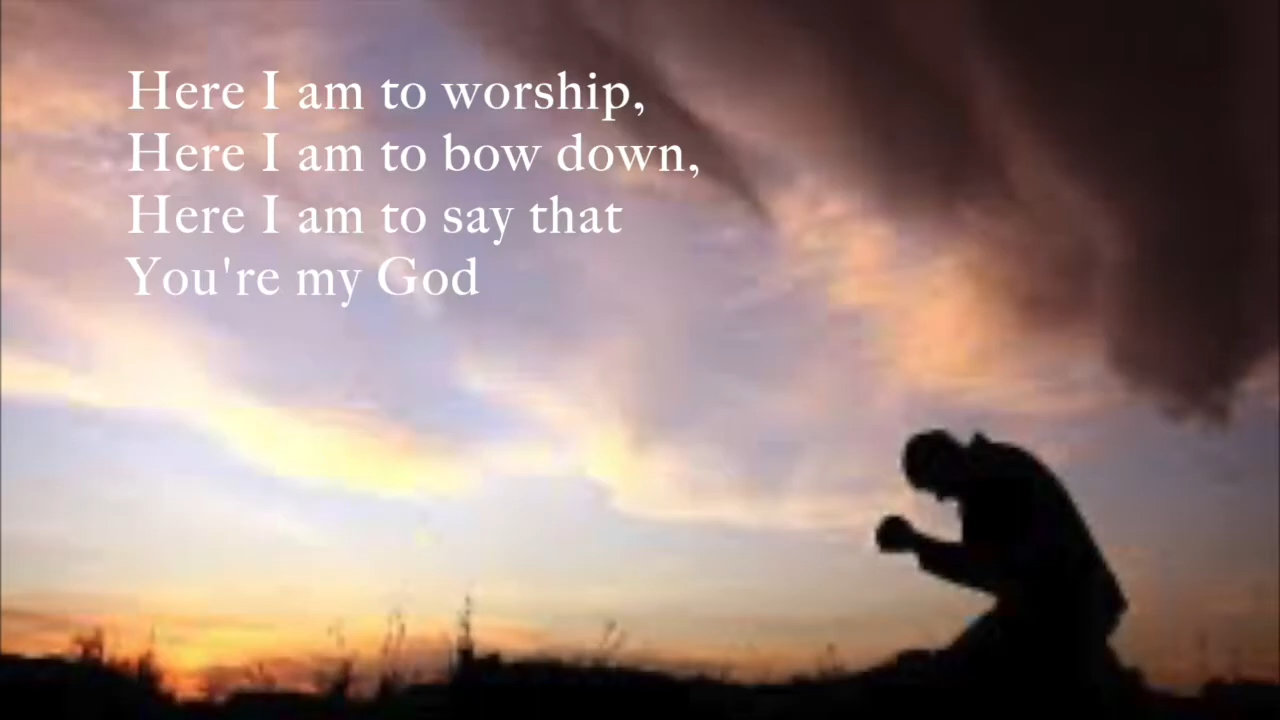 Here I am to worship,
Here I am to bow down,
Here I am to say that
You're my God